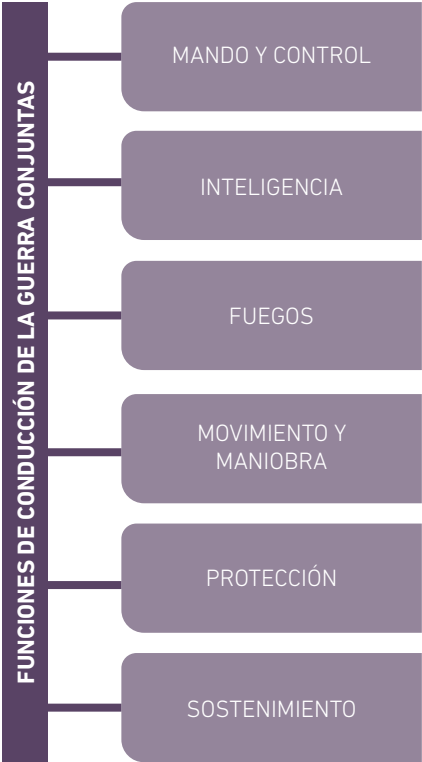 FUNCIONES DE CONDUCCIÓN DE LA GUERRA CONJUNTAS
MANDO Y CONTROL
INTELIGENCIA
FUEGOS
MOVIMIENTO Y
MANIOBRA
PROTECCIÓN
SOSTENIMIENTO